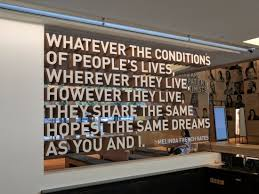 WHATEVER THE CONDITIONS
OF PEOPLE'S LIVES,
WHEREVER THEY LIVE,
HOWEVER THEY LIVE,
THEY SHARE THE SAME
HOPES, THE SAME DREAMS
AS YOU AND I.
- MELINDA FRENCH GATES